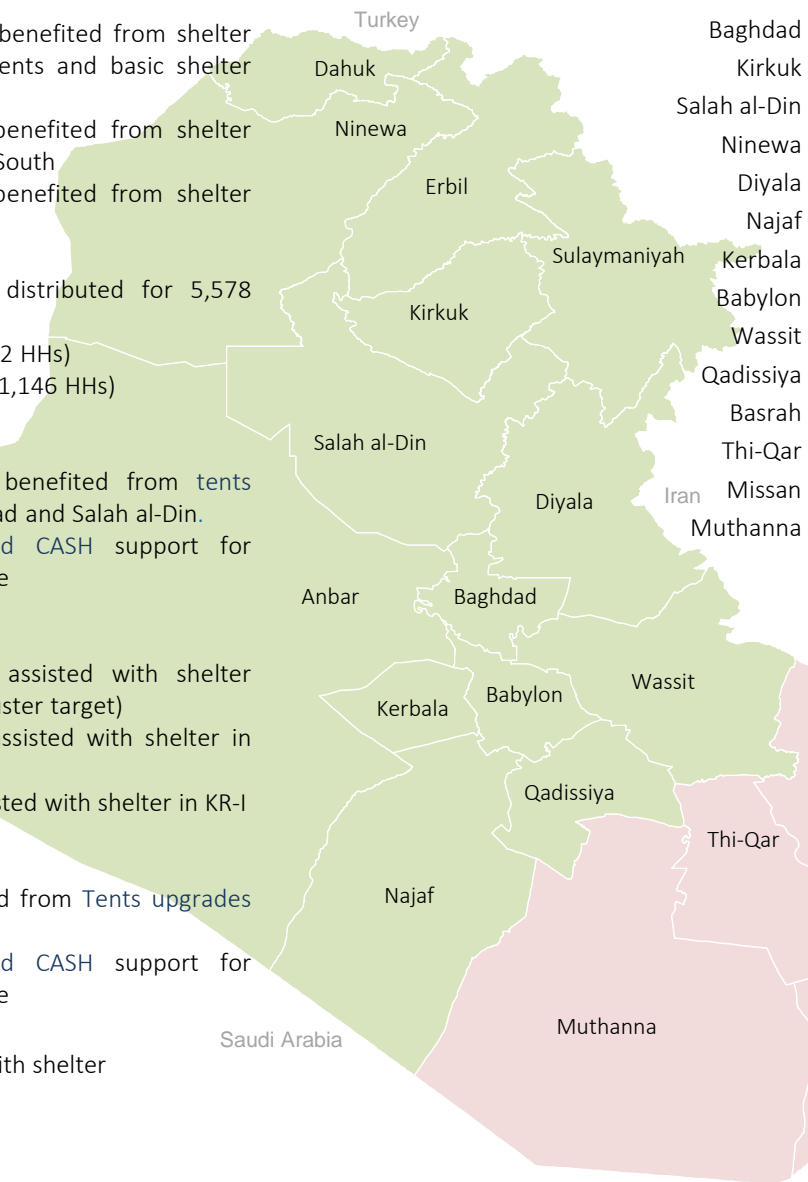 benefited from shelter
ents and basic shelter
benefited from shelter
South
benefited from shelter
distributed for 5,578
2 HHs)
1,146 HHs)
benefited from tents
ad and Salah al-Din.
d CASH support for
e
assisted with shelter
uster target)
assisted with shelter in
sted with shelter in KR-I
d from Tents upgrades
d CASH support for
e
ith shelter
Turkey
Dahuk
Ninewa
Erbil
Sulaymaniyah
Kirkuk
Salah al-Din
Diyala
Iran
Anbar
Baghdad
Wassit
Babylon
Kerbala
Qadissiya
Thi-Qar
Najaf
Muthanna
Saudi Arabia
Baghdad
Kirkuk
Salah al-Din
Ninewa
Diyala
Najaf
Kerbala
Babylon
Wassit
Qadissiya
Basrah
Thi-Qar
Missan
Muthanna